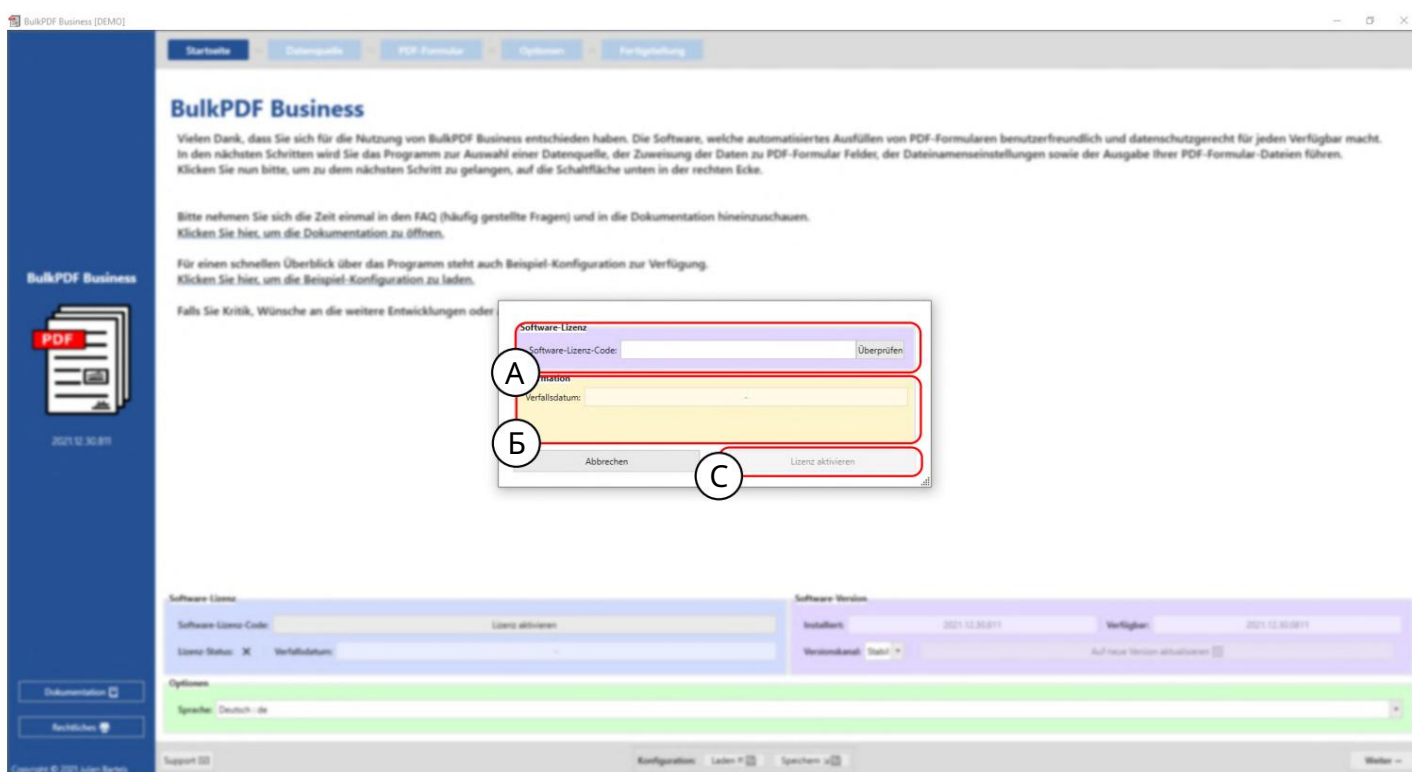 BulkPDF Business [DEMO]
Startseite
Datenquelle
PDF-Formular
Optionen
Fertigstellung
BulkPDF Business
Vielen Dank, dass Sie sich für die Nutzung von BulkPDF Business entschieden haben. Die Software, welche automatisiertes Ausfüllen von PDF-Formularen benutzerfreundlich und datenschutzgerecht für jeden Verfügbar macht.
In den nächsten Schritten wird Sie das Programm zur Auswahl einer Datenquelle, der Zuweisung der Daten zu PDF-Formular Felder, der Dateinamenseinstellungen sowie der Ausgabe Ihrer PDF-Formular-Dateien führen.
Klicken Sie nun bitte, um zu dem nächsten Schritt zu gelangen, auf die Schaltfläche unten in der rechten Ecke.
Bitte nehmen Sie sich die Zeit einmal in den FAQ (häufig gestellte Fragen) und in die Dokumentation hineinzuschauen.
Klicken Sie hier, um die Dokumentation zu öffnen.
Für einen schnellen Überblick über das Programm steht auch Beispiel-Konfiguration zur Verfügung.
Klicken Sie hier, um die Beispiel-Konfiguration zu laden.
Falls Sie Kritik, Wünsche an die weitere Entwicklungen oder
BulkPDF Business
PDF
2021.12.30.811
Software-Lizenz
Software-Lizenz-Code:
Überprüfen
А
rmation
Verfallsdatum:
-
Б
Abbrechen
С
Lizenz aktivieren
Software-Lizenz
Software-Lizenz-Code:
Lizenz aktivieren
Lizenz-Status:
Verfallsdatum:
-
Software-Version
Installiert:
2021.12.30.811
Verfügbar:
2021.12.30.0811
Versionskanal:
Stabil
Auf neue Version aktualisieren
Optionen
Sprache:
Deutsch : de
Dokumentation
Rechtliches
Copyright © 2021 Julian Bartels
Support
Konfiguration:
Laden
Speichern
Weiter